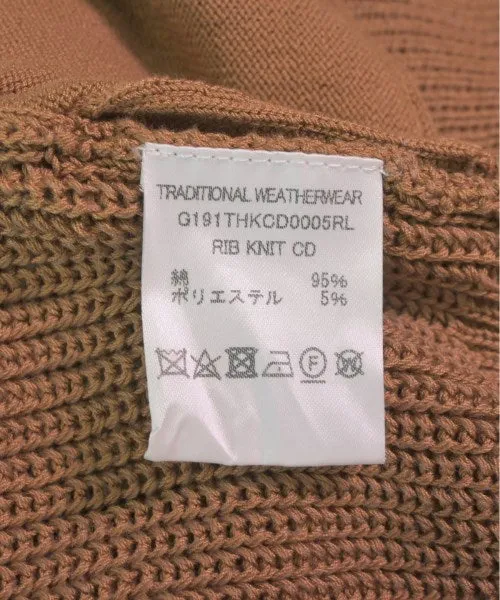 TRADITIONAL WEATHERWEAR
G191THKCD0005RL
RIB KNIT CD
綿 95%
ポリエステル 5%
F W